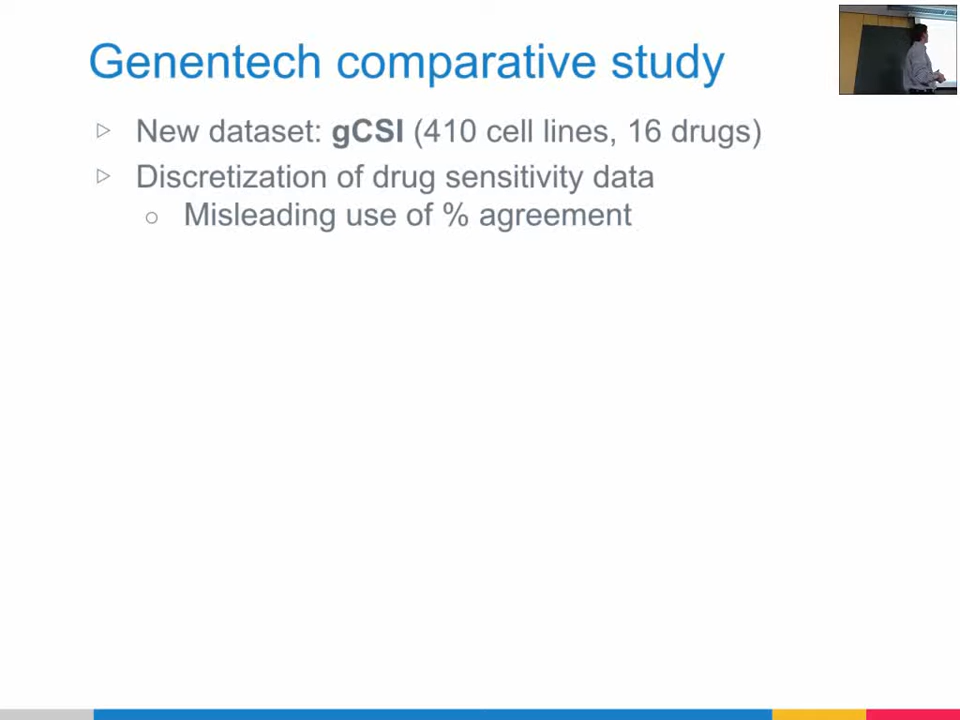 Genentech comparative study
New dataset: gCSI (410 cell lines, 16 drugs)
Discretization of drug sensitivity data
Misleading use of % agreement